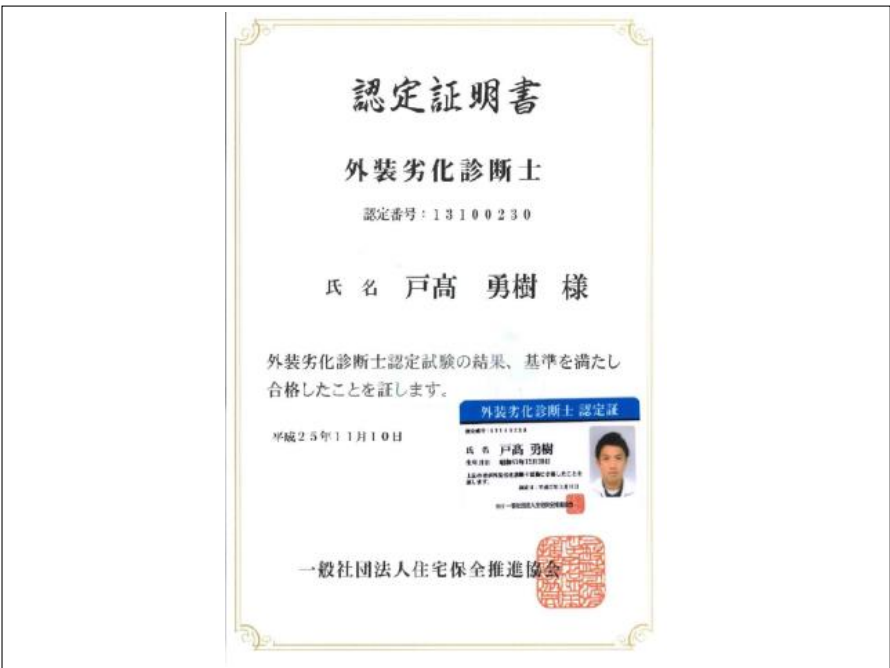 認定証明書
外装劣化診断士
認定番号：13100230
氏名 戸髙 勇樹 様
外装劣化診断士認定試験の結果、基準を満たし
合格したことを証します。
平成25年11月10日
外装劣化診断士 認定証
氏名 戸髙 勇樹
一般社団法人住宅保全推進協会